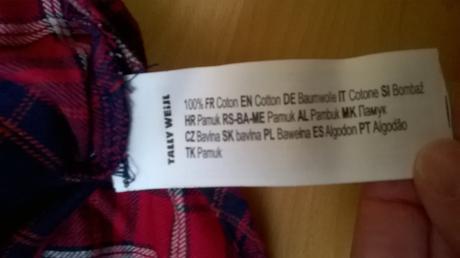 TALLY WEiJL
100% FR Coton EN Cotton DE Baumwolle IT Cotone SI Bombaž
HR Pamuk RS-BA-ME Pamuk AL Pambuk MK Памук
CZ Bavlna SK bavlna PL Bawełna ES Algodon PT Algodão
TK Pamuk